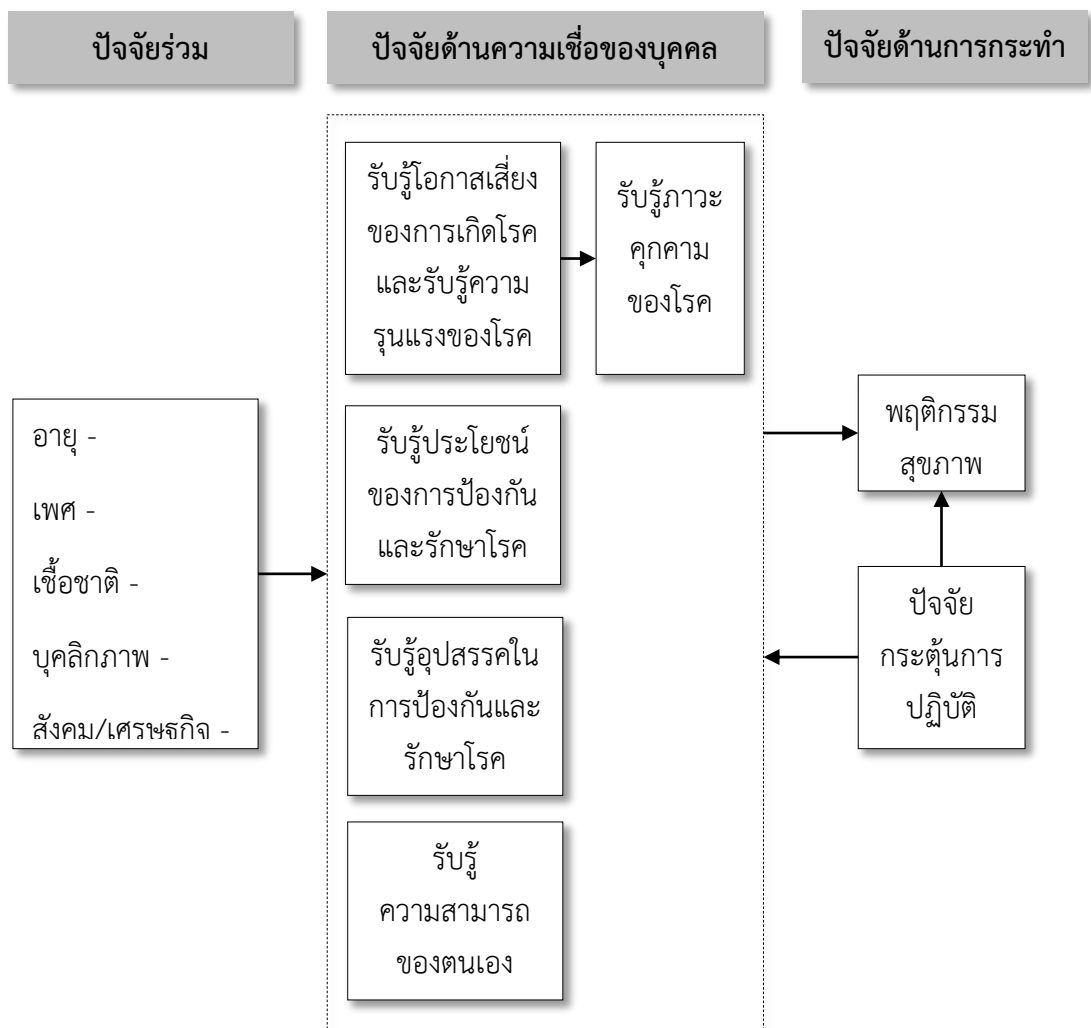 ปัจจัยร่วม
ปัจจัยด้านความเชื่อของบุคคล
ปัจจัยด้านการกระทำ
อายุ -
เพศ -
เชื้อชาติ -
บุคลิกภาพ -
สังคม/เศรษฐกิจ -
รับรู้โอกาสเสี่ยง
ของการเกิดโรค
และรับรู้ความ
รุนแรงของโรค
รับรู้ภาวะ
คุกคาม
ของโรค
รับรู้ประโยชน์
ของการป้องกัน
และรักษาโรค
รับรู้อุปสรรคใน
การป้องกันและ
รักษาโรค
รับรู้
ความสามารถ
ของตนเอง
พฤติกรรม
สุขภาพ
ปัจจัย
กระตุ้นการ
ปฏิบัติ